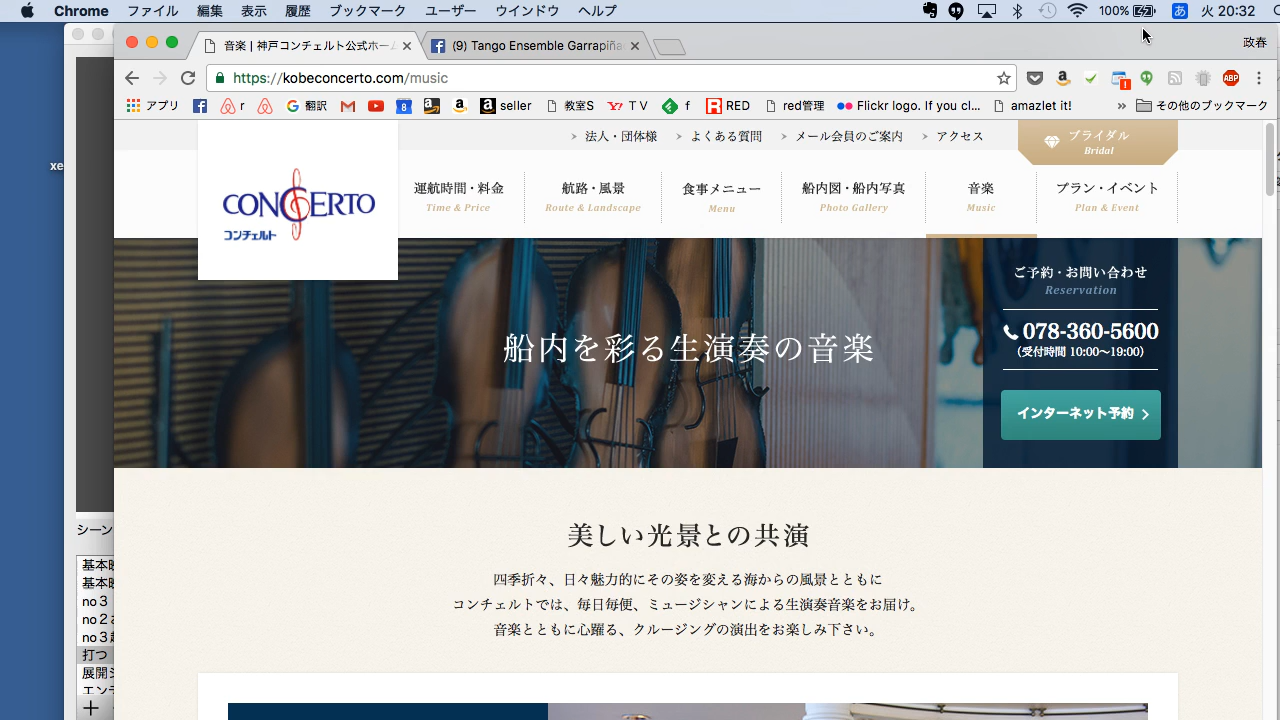 Chrome ファイル 編集 表示 履歴 ブックマーク ユーザー ウインドウ ヘルプ 100% あ 火 20:32
音楽 | 神戸コンチェルト公式ホーム
(9) Tango Ensemble Garrapiña
政春
https://kobeconcerto.com/music
アプリ r 翻訳 8 seller 教室S TV f RED red管理 Flickr logo. If you cl... amazlet it! » その他のブックマーク
ABP
法人・団体様 よくある質問 メール会員のご案内 アクセス
ブライダル
Bridal
CONCERTO
コンチェルト
運航時間・料金 航路・風景 食事メニュー 船内図・船内写真 音楽 プラン・イベント
Time & Price Route & Landscape Menu Photo Gallery Music Plan & Event
xe
船内を彩る生演奏の音楽
ご予約・お問い合わせ
Reservation
078-360-5600
(受付時間 10:00～19:00)
インターネット予約
美しい光景との共演
四季折々、日々魅力的にその姿を変える海からの風景とともに
コンチェルトでは、毎日毎便、ミュージシャンによる生演奏音楽をお届け。
音楽とともに心躍る、クルージングの演出をお楽しみ下さい。
シーン
基本
基本
no3
no2
no3
打つ
展開
エンデ